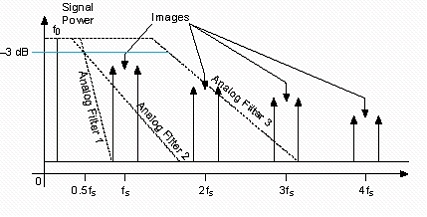 Signal
Power
Images
f0
–3 dB
Analog Filter 1
Analog Filter 2
Analog Filter 3
0
0.5fs
fs
2fs
3fs
4fs